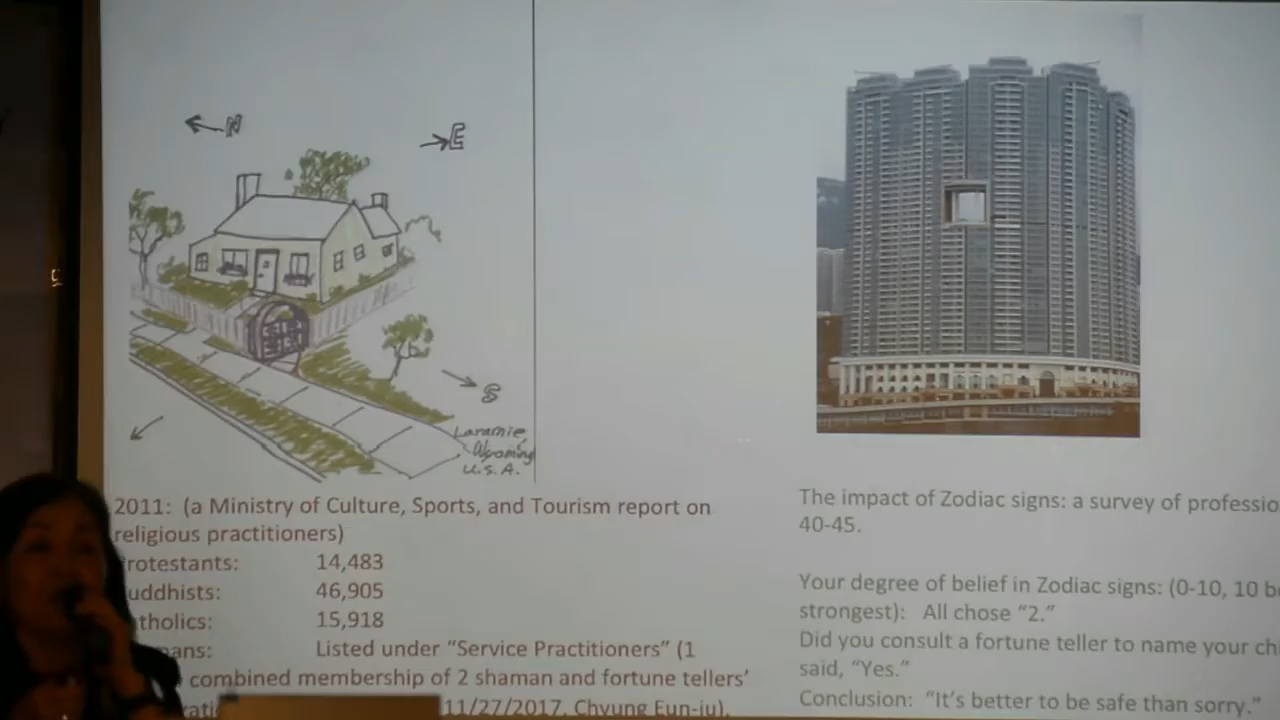 N
E
S
Laramie,
Wyoming
U.S.A.
2011: (a Ministry of Culture, Sports, and Tourism report on
religious practitioners)
rotestants: 14,483
uddhists: 46,905
tholics: 15,918
ans: Listed under “Service Practitioners” (1
combined membership of 2 shaman and fortune tellers’
11/27/2017, Chyung Eun-ju).
The impact of Zodiac signs: a survey of professio
40-45.
Your degree of belief in Zodiac signs: (0-10, 10 b
strongest): All chose “2.”
Did you consult a fortune teller to name your ch
said, “Yes.”
Conclusion: “It’s better to be safe than sorry.”